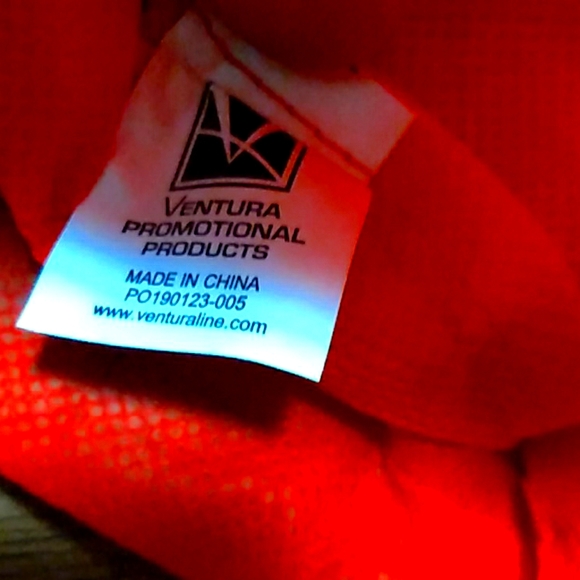 VENTURA
PROMOTIONAL
PRODUCTS
MADE IN CHINA
PO190123-005
www.venturaline.com